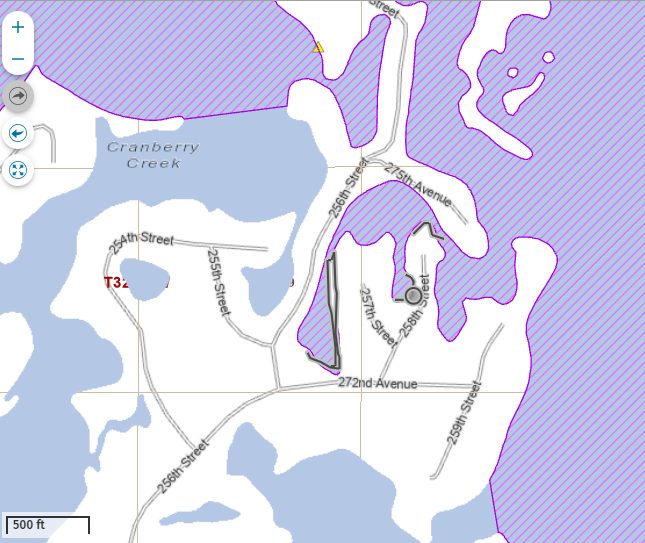 Street
Cranberry
Creek
275th Avenue
256th Street
254th Street
255th Street
T32
9
257th Street
258th Street
272nd Avenue
259th Street
256th Street
500 ft